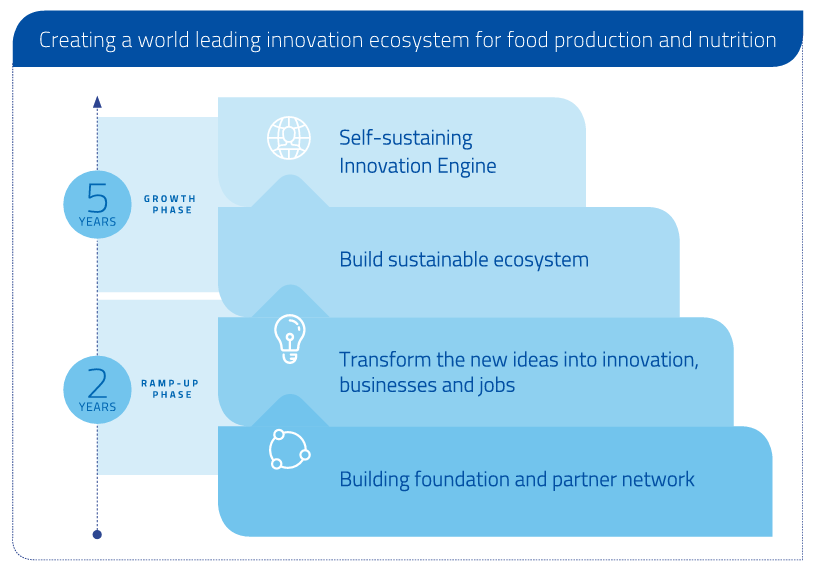 Creating a world leading innovation ecosystem for food production and nutrition
Self-sustaining
Innovation Engine
5
YEARS
GROWTH
PHASE
Build sustainable ecosystem
Transform the new ideas into innovation,
businesses and jobs
2
YEARS
RAMP-UP
PHASE
Building foundation and partner network